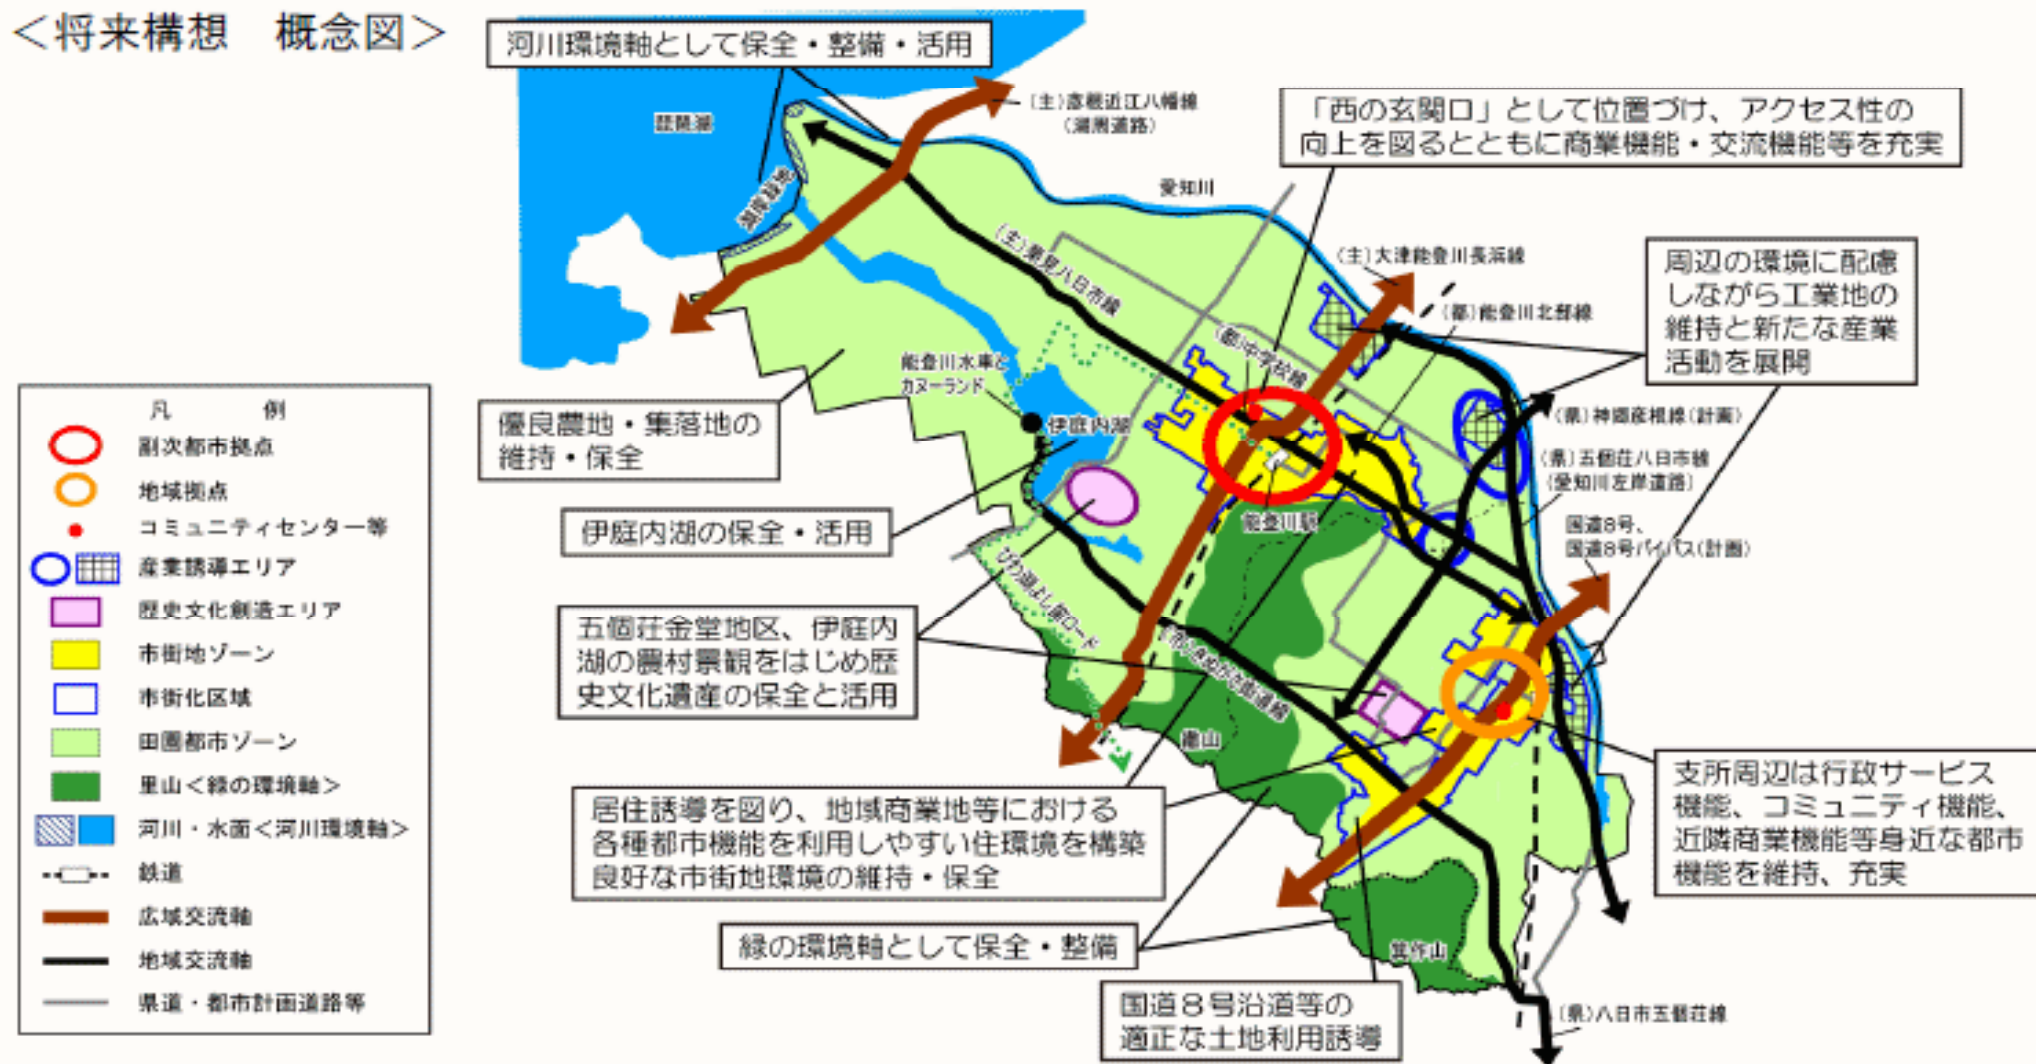 ＜将来構想　概念図＞
河川環境軸として保全・整備・活用
琵琶湖
(主)彦根近江八幡線
(湖周道路)
「西の玄関口」として位置づけ、アクセス性の
向上を図るとともに商業機能・交流機能等を充実
愛知川
(主)栗見八日市線
(主)大津能登川長浜線
(都)能登川北部線
(都)中学校線
周辺の環境に配慮
しながら工業地の
維持と新たな産業
活動を展開
能登川水車と
カヌーランド
伊庭内湖
優良農地・集落地の
維持・保全
(県)神郷彦根線(計画)
(県)五個荘八日市線
(愛知川左岸道路)
能登川駅
国道8号、
国道8号バイパス(計画)
伊庭内湖の保全・活用
びわ湖よし笛ロード
五個荘金堂地区、伊庭内
湖の農村景観をはじめ歴
史文化遺産の保全と活用
(市)きぬがさ街道線
繖山
居住誘導を図り、地域商業地等における
各種都市機能を利用しやすい住環境を構築
良好な市街地環境の維持・保全
支所周辺は行政サービス
機能、コミュニティ機能、
近隣商業機能等身近な都市
機能を維持、充実
緑の環境軸として保全・整備
箕作山
国道８号沿道等の
適正な土地利用誘導
(県)八日市五個荘線
凡　例
副次都市拠点
地域拠点
コミュニティセンター等
産業誘導エリア
歴史文化創造エリア
市街地ゾーン
市街化区域
田園都市ゾーン
里山＜緑の環境軸＞
河川・水面＜河川環境軸＞
鉄道
広域交流軸
地域交流軸
県道・都市計画道路等